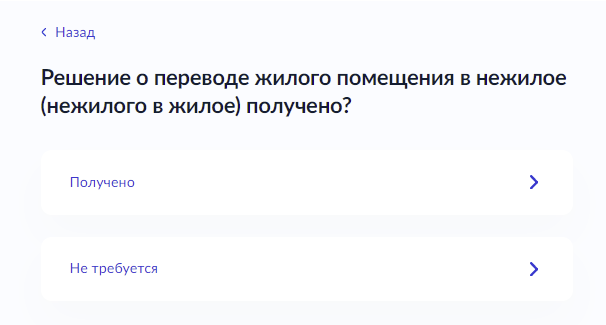 Назад
Решение о переводе жилого помещения в нежилое
(нежилого в жилое) получено?
Получено
Не требуется